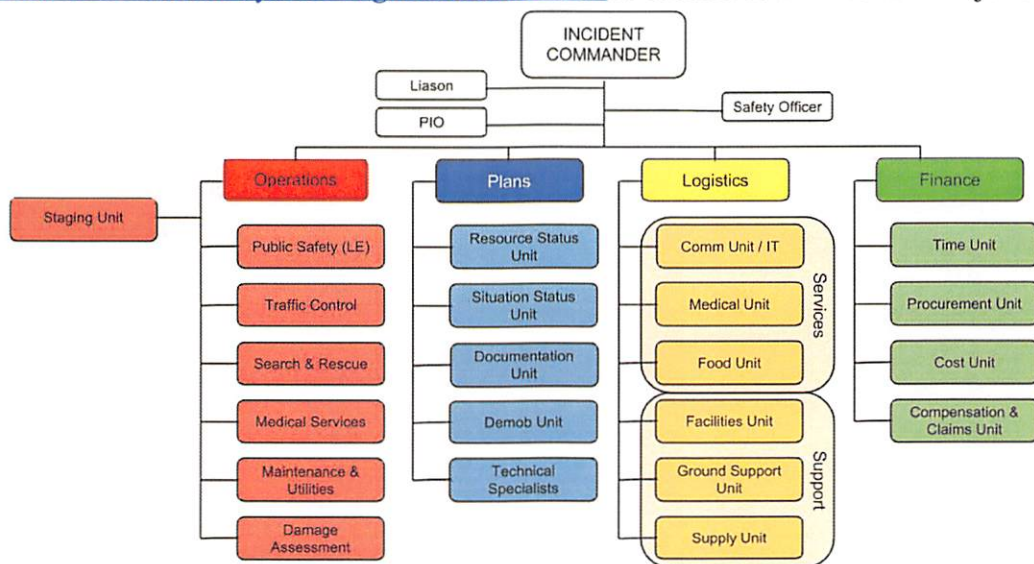 INCIDENT
COMMANDER
Liason
PIO
Safety Officer
Operations
Plans
Logistics
Finance
Staging Unit
Public Safety (LE)
Traffic Control
Search & Rescue
Medical Services
Maintenance &
Utilities
Damage
Assessment
Resource Status
Unit
Situation Status
Unit
Documentation
Unit
Demob Unit
Technical
Specialists
Comm Unit / IT
Medical Unit
Food Unit
Services
Facilities Unit
Ground Support
Unit
Supply Unit
Support
Time Unit
Procurement Unit
Cost Unit
Compensation &
Claims Unit